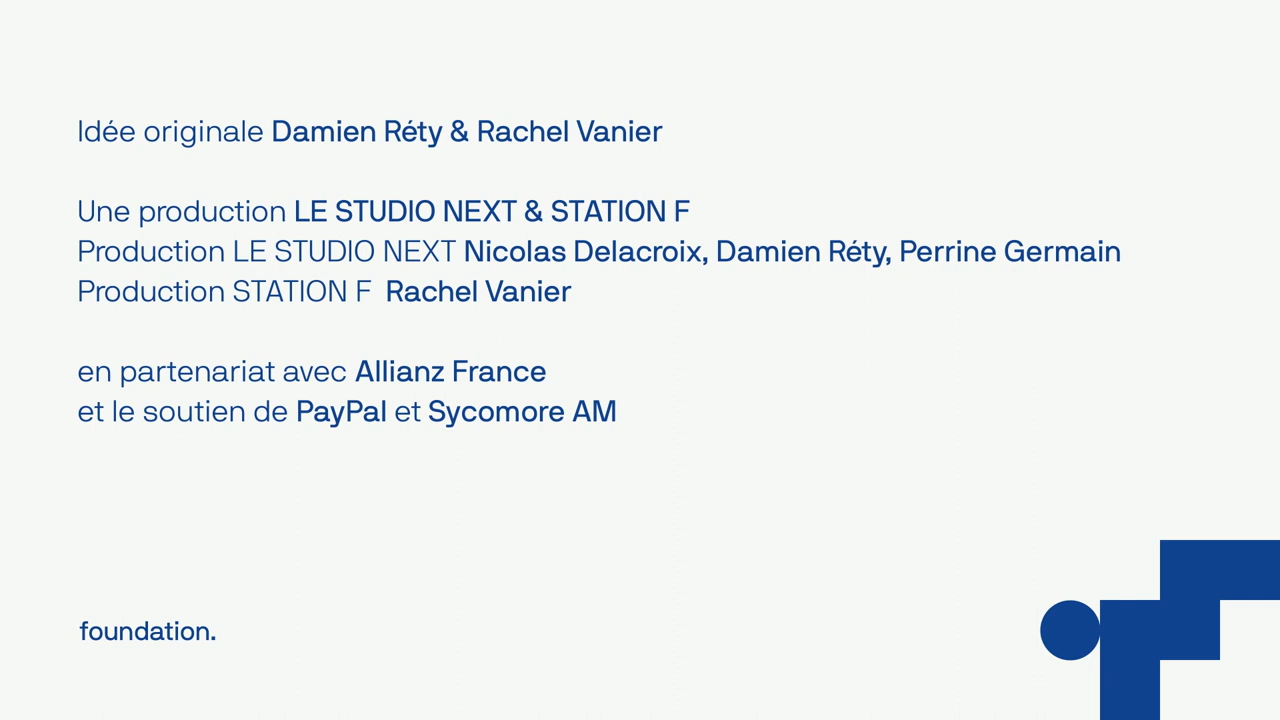 Idée originale Damien Réty & Rachel Vanier
Une production LE STUDIO NEXT & STATION F
Production LE STUDIO NEXT Nicolas Delacroix, Damien Réty, Perrine Germain
Production STATION F Rachel Vanier
en partenariat avec Allianz France
et le soutien de PayPal et Sycomore AM
foundation.